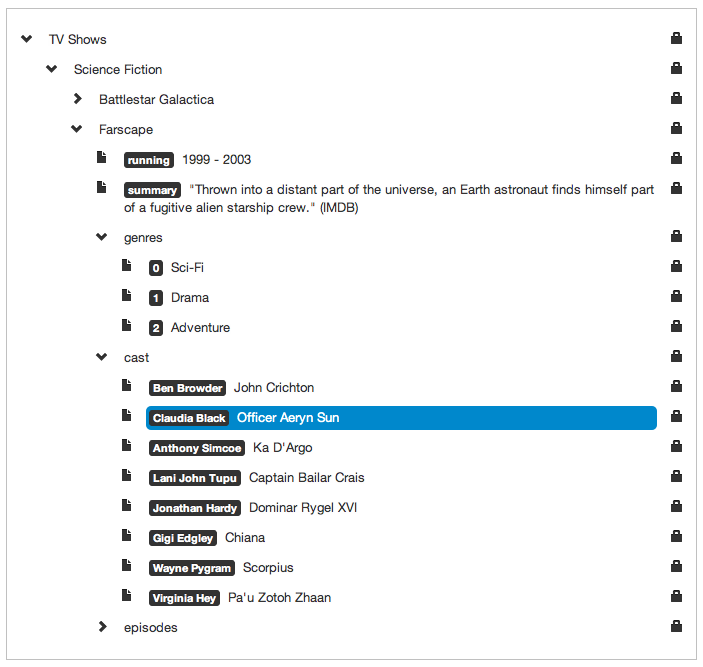 TV Shows
Science Fiction
Battlestar Galactica
Farscape
running 1999 - 2003
summary "Thrown into a distant part of the universe, an Earth astronaut finds himself part
of a fugitive alien starship crew." (IMDB)
genres
0 Sci-Fi
1 Drama
2 Adventure
cast
Ben Browder John Crichton
Claudia Black Officer Aeryn Sun
Anthony Simcoe Ka D'Argo
Lani John Tupu Captain Bailar Crais
Jonathan Hardy Dominar Rygel XVI
Gigi Edgley Chiana
Wayne Pygram Scorpius
Virginia Hey Pa'u Zotoh Zhaan
episodes